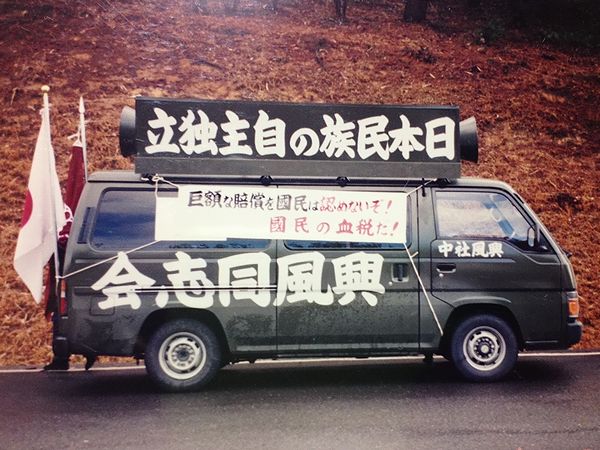 日本民族の自主独立
巨額な賠償を國民は認めないぞ!
國民の血税だ!
興風社中
興風同志会